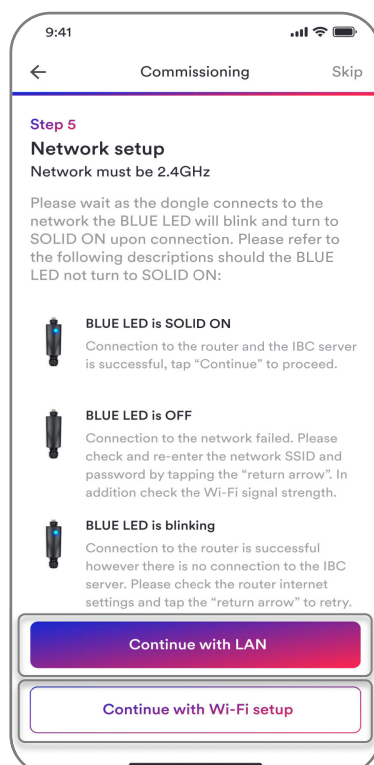 9:41
Commissioning
Skip
Step 5
Network setup
Network must be 2.4GHz
Please wait as the dongle connects to the
network the BLUE LED will blink and turn to
SOLID ON upon connection. Please refer to
the following descriptions should the BLUE
LED not turn to SOLID ON:
BLUE LED is SOLID ON
Connection to the router and the IBC server
is successful, tap “Continue” to proceed.
BLUE LED is OFF
Connection to the network failed. Please
check and re-enter the network SSID and
password by tapping the “return arrow”. In
addition check the Wi-Fi signal strength.
BLUE LED is blinking
Connection to the router is successful
however there is no connection to the IBC
server. Please check the router internet
settings and tap the “return arrow” to retry.
Continue with LAN
Continue with Wi-Fi setup